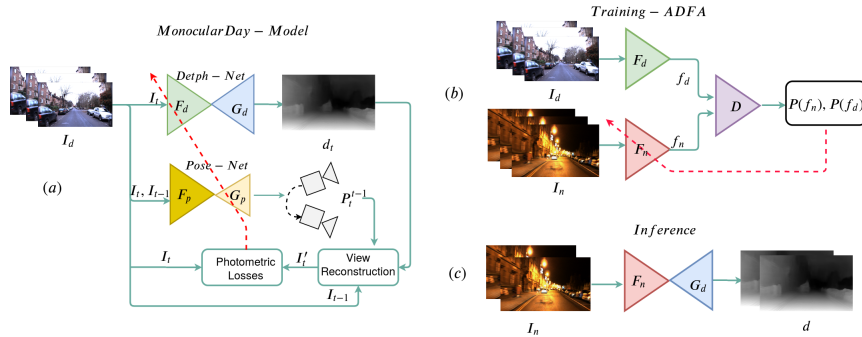 MonocularDay – Model
Detph – Net
I_t
F_d
G_d
I_d
d_t
(a)
Pose – Net
I_t, I_{t-1}
F_p
G_p
P_t^{t-1}
I_t
Photometric
Losses
I'_t
View
Reconstruction
I_{t-1}
Training – ADFA
(b)
I_d
F_d
f_d
D
P(f_n), P(f_d)
I_n
F_n
f_n
Inference
(c)
I_n
F_n
G_d
d